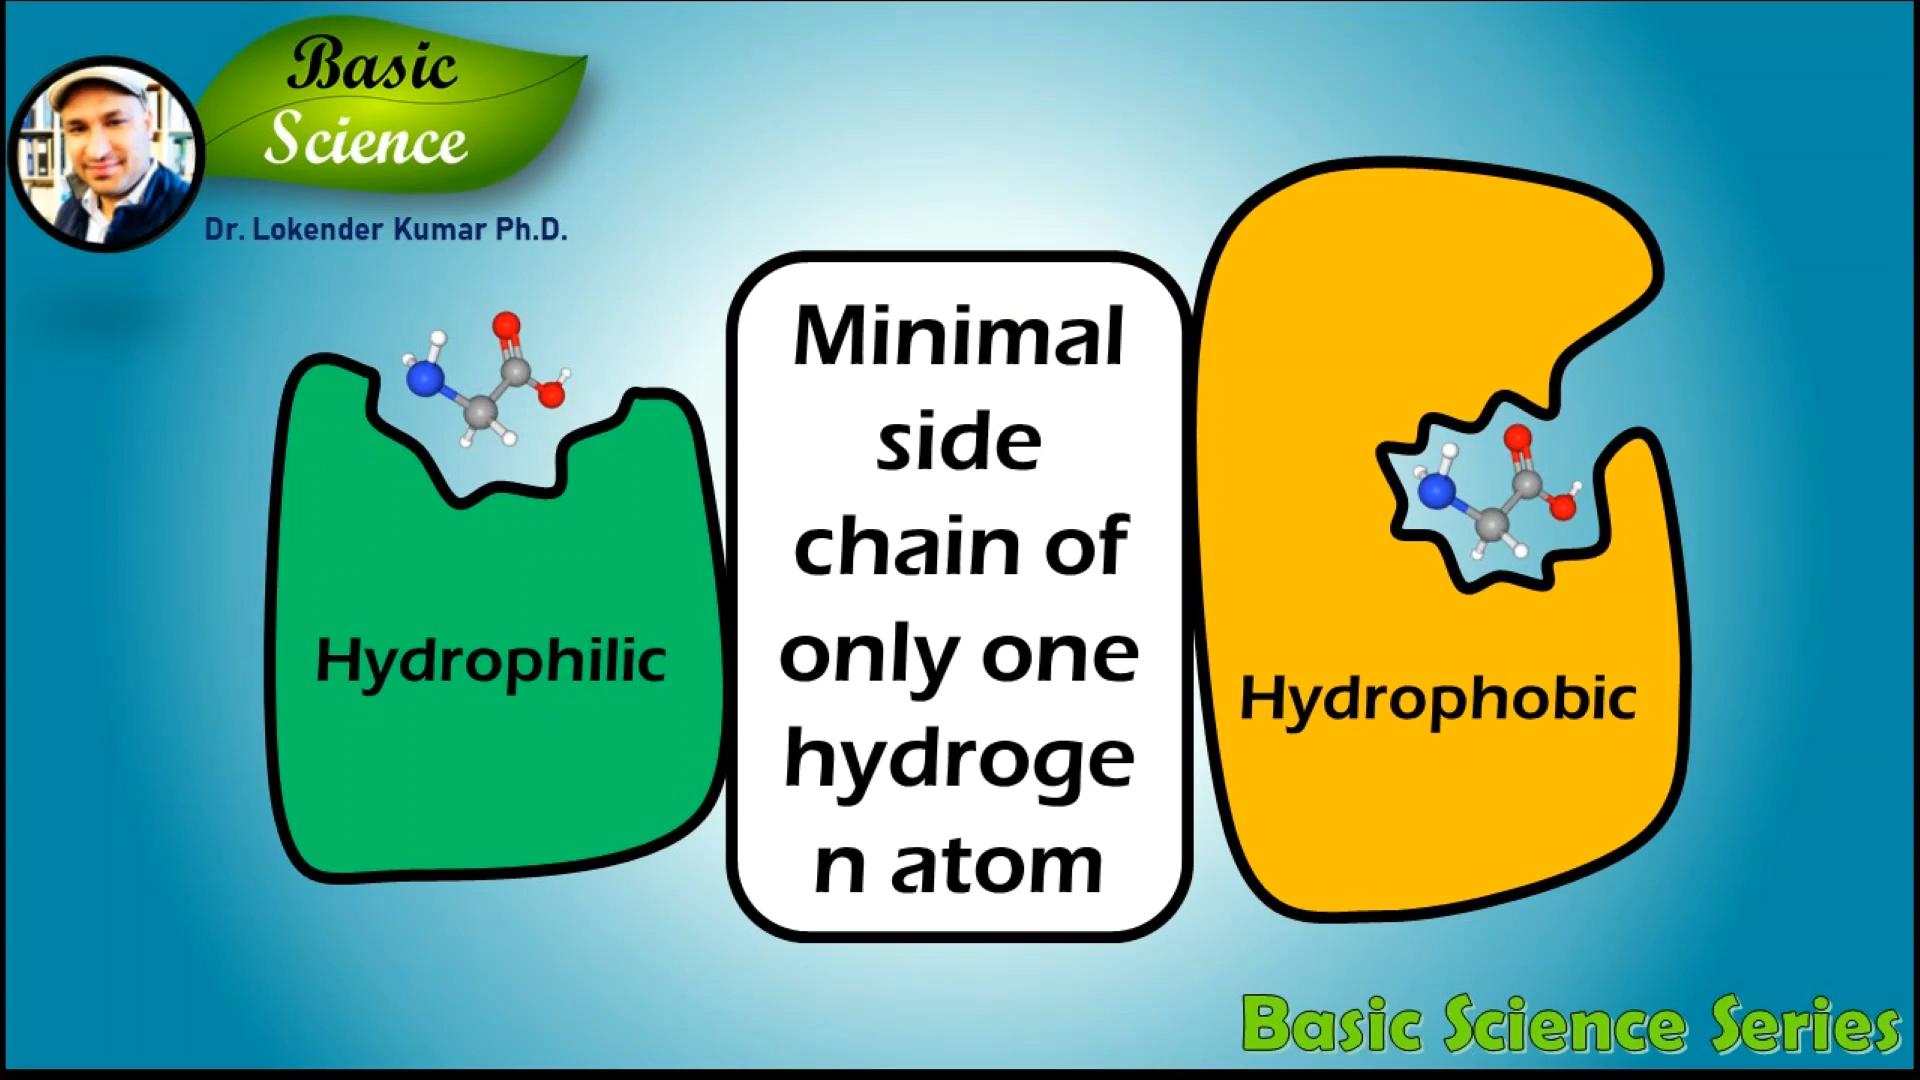 Basic
Science
Dr. Lokender Kumar Ph.D.
Minimal
side
chain of
only one
hydroge
n atom
Hydrophilic
Hydrophobic
Basic Science Series